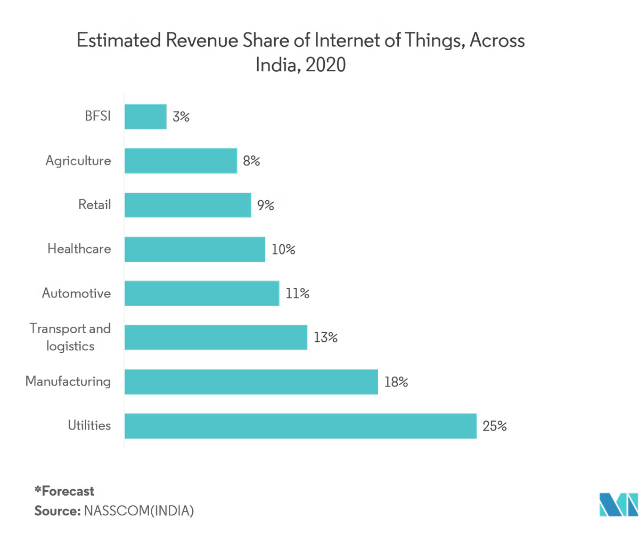 Estimated Revenue Share of Internet of Things, Across
India, 2020
BFSI
3%
Agriculture
8%
Retail
9%
Healthcare
10%
Automotive
11%
Transport and
logistics
13%
Manufacturing
18%
Utilities
25%
*Forecast
Source: NASSCOM(INDIA)